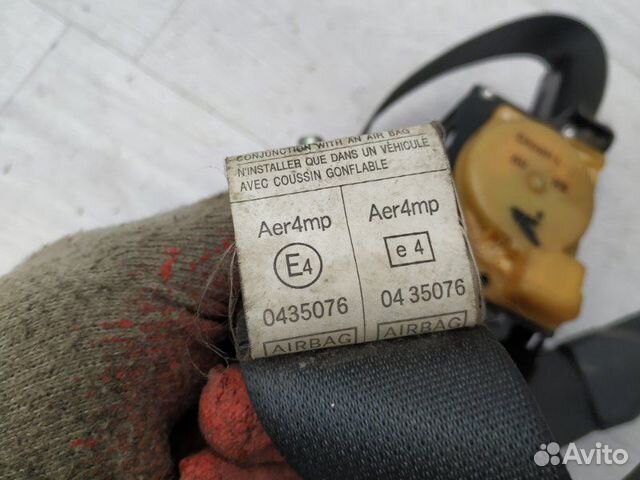 CONJUNCTION WITH AN AIR BAG
N'INSTALLER QUE DANS UN VÉHICULE
AVEC COUSSIN GONFLABLE
Aer4mp Aer4mp
E4 e 4
0435076 04 35076
AIRBAG AIRBAG
Avito